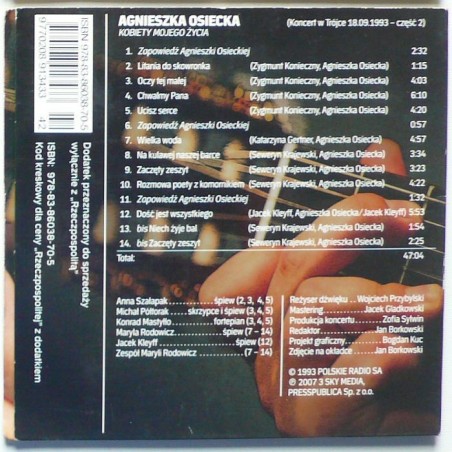 AGNIESZKA OSIECKA
KOBIETY MOJEGO ŻYCIA
(Koncert w Trójce 18.09.1993 – część 2)
1. Zapowiedź Agnieszki Osieckiej 2:32
2. Litania do skowronka (Zygmunt Konieczny, Agnieszka Osiecka) 1:15
3. Oczy tej małej (Zygmunt Konieczny, Agnieszka Osiecka) 4:03
4. Chwalmy Pana (Zygmunt Konieczny, Agnieszka Osiecka) 6:10
5. Ucisz serce (Zygmunt Konieczny, Agnieszka Osiecka) 4:20
6. Zapowiedź Agnieszki Osieckiej 0:57
7. Wielka woda (Katarzyna Gertner, Agnieszka Osiecka) 4:57
8. Na kulawej naszej barce (Seweryn Krajewski, Agnieszka Osiecka) 3:34
9. Zaczęty zeszyt (Seweryn Krajewski, Agnieszka Osiecka) 3:23
10. Rozmowa poety z komornikiem (Seweryn Krajewski, Agnieszka Osiecka) 4:22
11. Zapowiedź Agnieszki Osieckiej 1:32
12. Dość jest wszystkiego (Jacek Kleyff, Agnieszka Osiecka/Jacek Kleyff) 5:53
13. bis Niech żyje bal (Seweryn Krajewski, Agnieszka Osiecka) 1:54
14. bis Zaczęty zeszyt (Seweryn Krajewski, Agnieszka Osiecka) 2:25
Total: 47:04
Anna Szałapak śpiew (2, 3, 4, 5)
Michał Półtorak skrzypce i śpiew (3, 4, 5)
Konrad Mastyło fortepian (3, 4, 5)
Maryla Rodowicz śpiew (7 – 14)
Jacek Kleyff śpiew (12)
Zespół Maryli Rodowicz (7 – 14)
Reżyser dźwięku Wojciech Przybylski
Mastering Jacek Gładkowski
Produkcja koncertu Zofia Sylwin
Redaktor Jan Borkowski
Projekt graficzny Bogdan Kuc
Zdjęcie na okładce Jan Borkowski
© 1993 POLSKIE RADIO SA
℗ 2007 3 SKY MEDIA,
PRESSPUBLICA Sp. z o.o.
42
Dodatek przeznaczony do sprzedaży
wyłącznie z „Rzeczpospolitą"
ISBN: 978-83-86038-70-5
Kod kreskowy dla ceny „Rzeczpospolitej" z dodatkiem